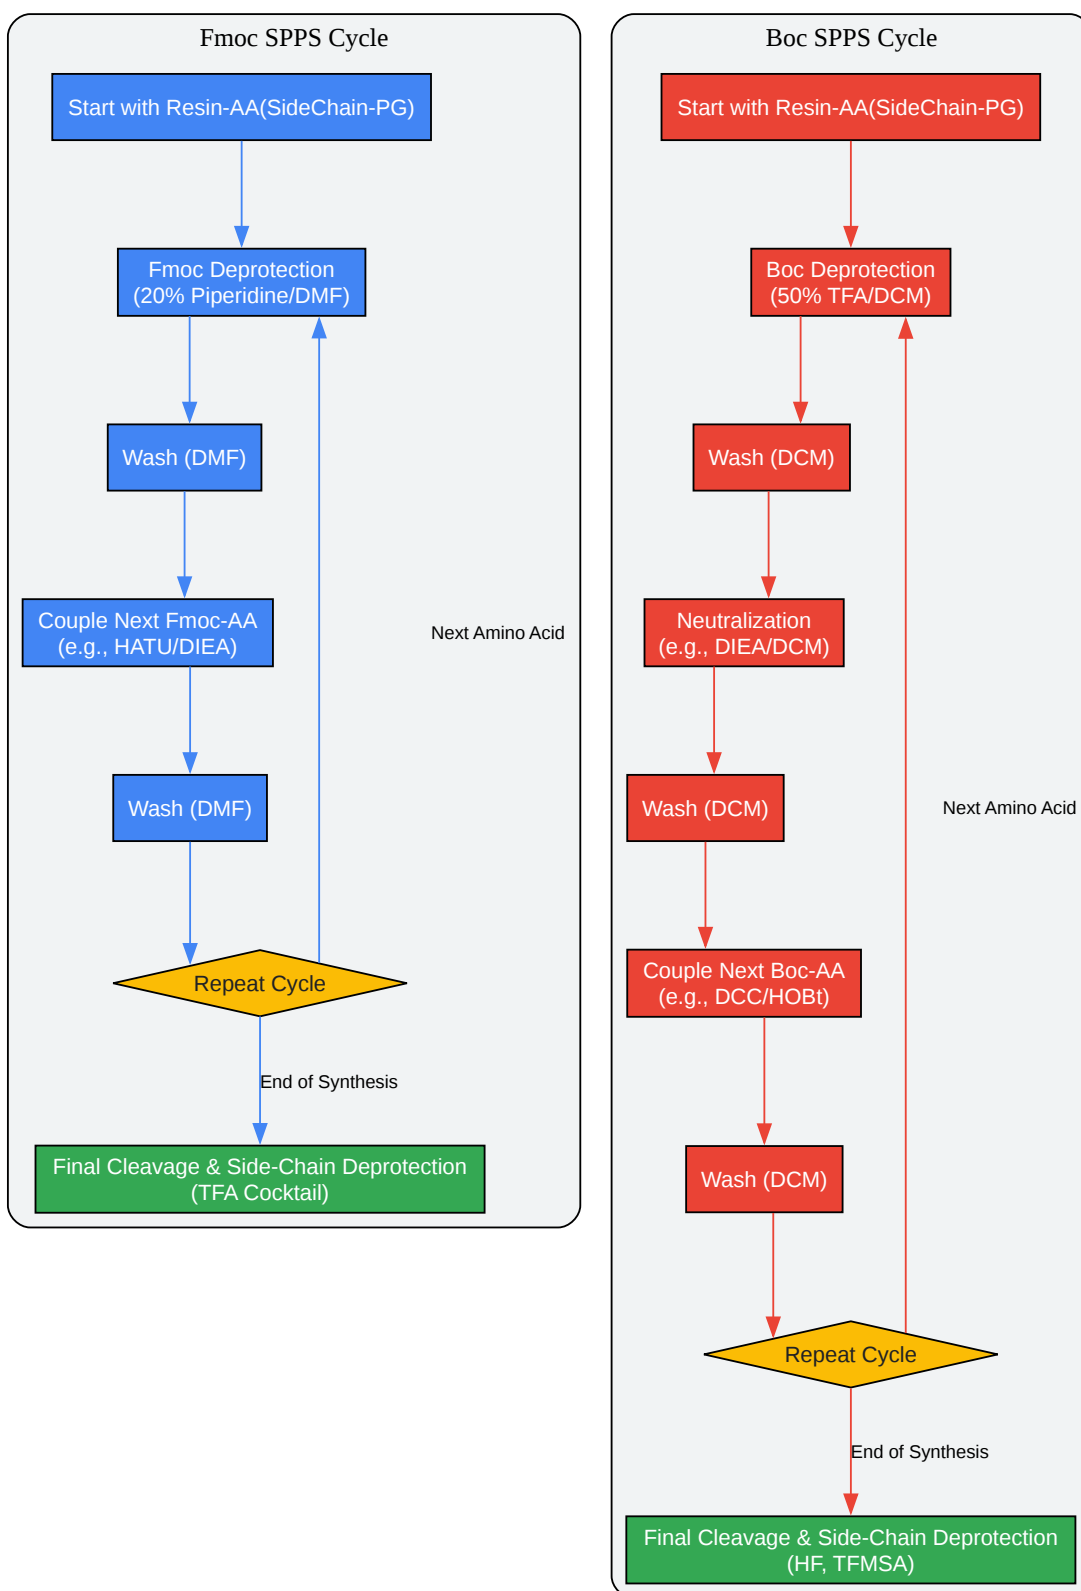 Fmoc SPPS Cycle
Start with Resin-AA(SideChain-PG)
Fmoc Deprotection
(20% Piperidine/DMF)
Wash (DMF)
Couple Next Fmoc-AA
(e.g., HATU/DIEA)
Next Amino Acid
Wash (DMF)
Repeat Cycle
End of Synthesis
Final Cleavage & Side-Chain Deprotection
(TFA Cocktail)
Boc SPPS Cycle
Start with Resin-AA(SideChain-PG)
Boc Deprotection
(50% TFA/DCM)
Wash (DCM)
Neutralization
(e.g., DIEA/DCM)
Wash (DCM)
Next Amino Acid
Couple Next Boc-AA
(e.g., DCC/HOBt)
Wash (DCM)
Repeat Cycle
End of Synthesis
Final Cleavage & Side-Chain Deprotection
(HF, TFMSA)